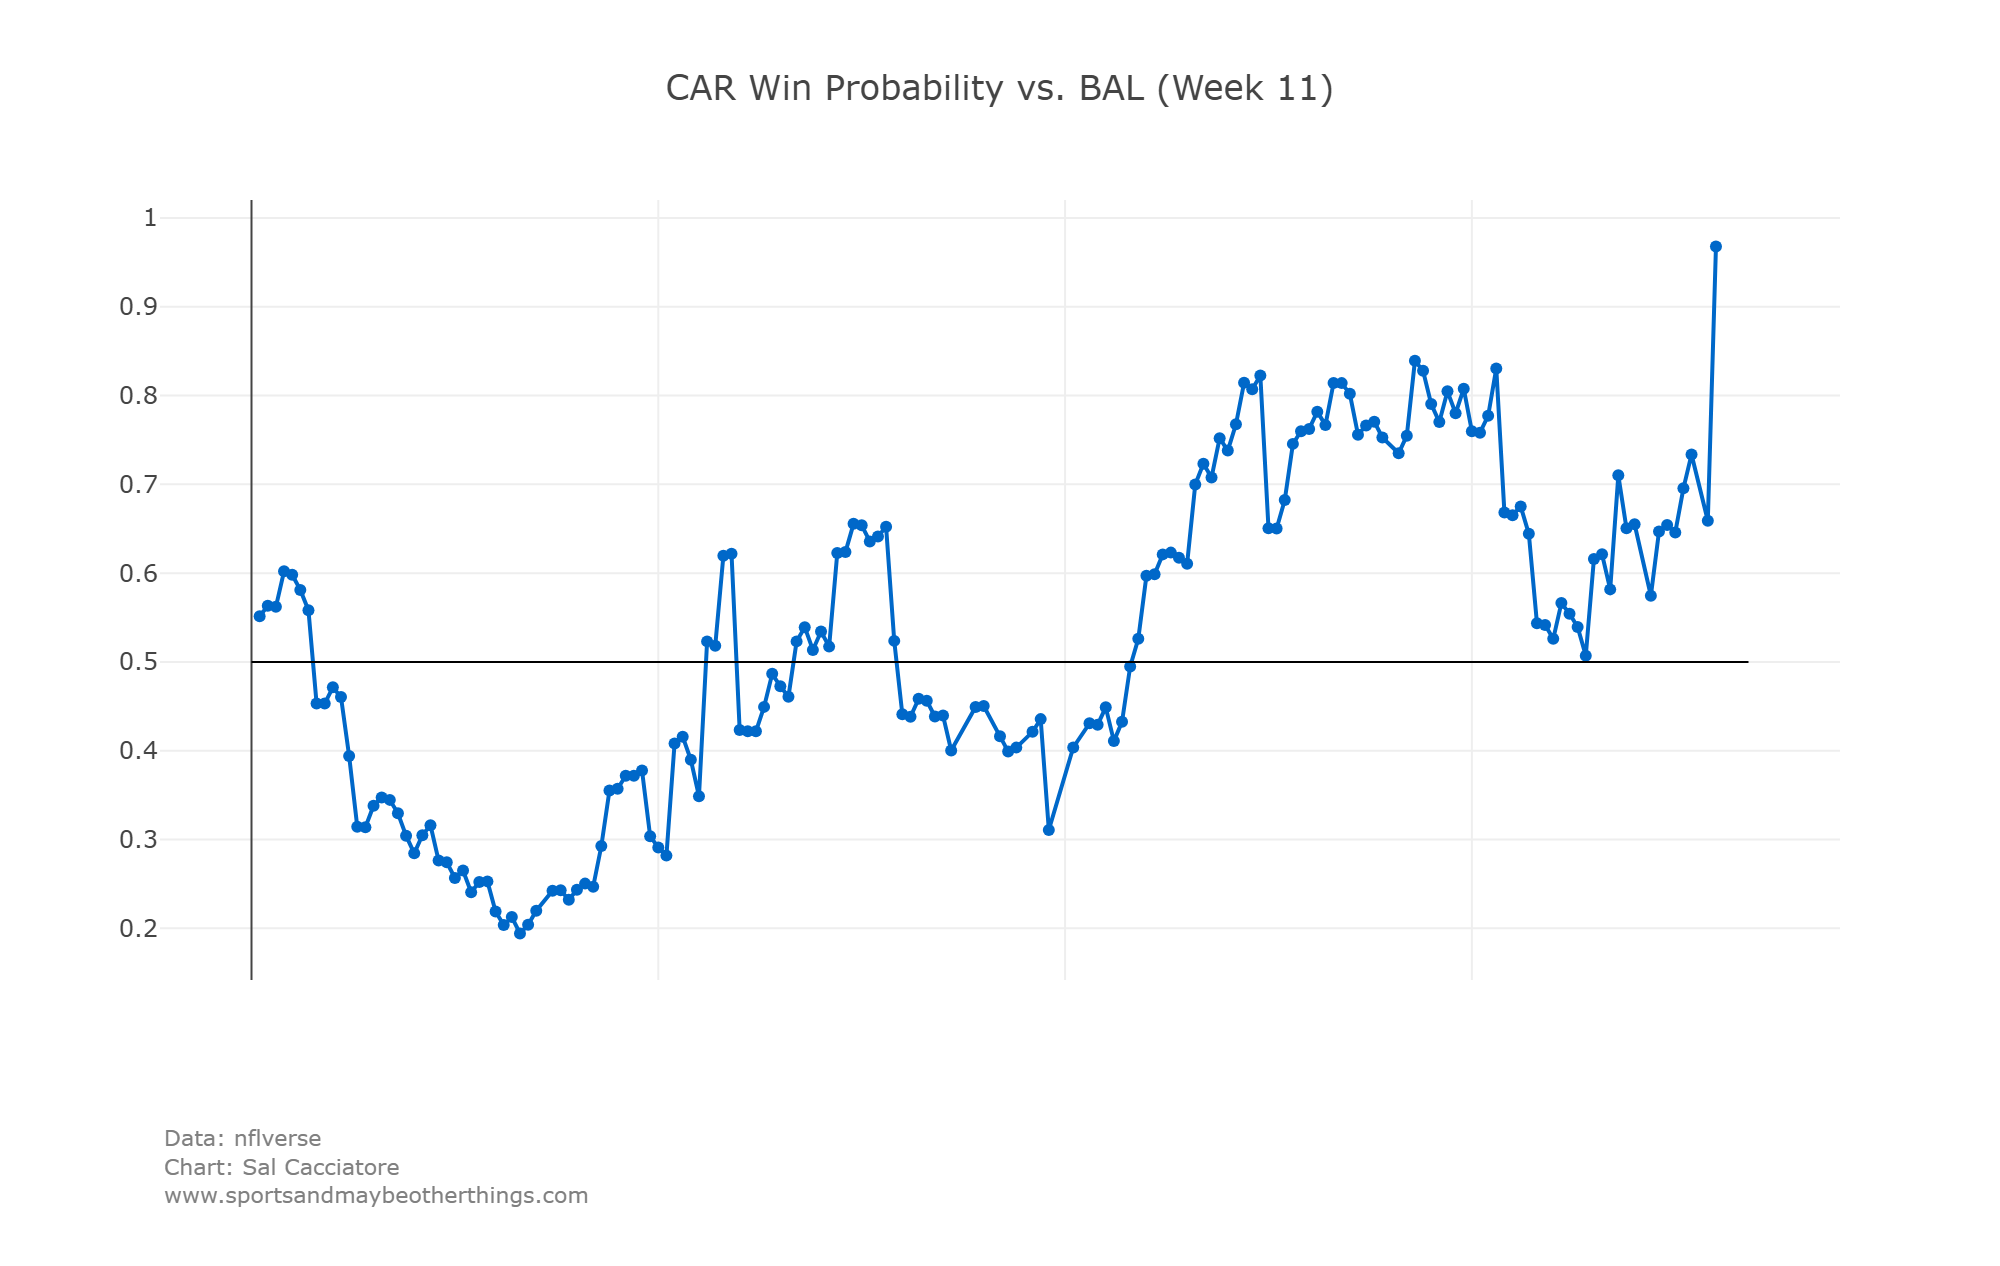 CAR Win Probability vs. BAL (Week 11)
1
0.9
0.8
0.7
0.6
0.5
0.4
0.3
0.2
Data: nflverse
Chart: Sal Cacciatore
www.sportsandmaybeotherthings.com